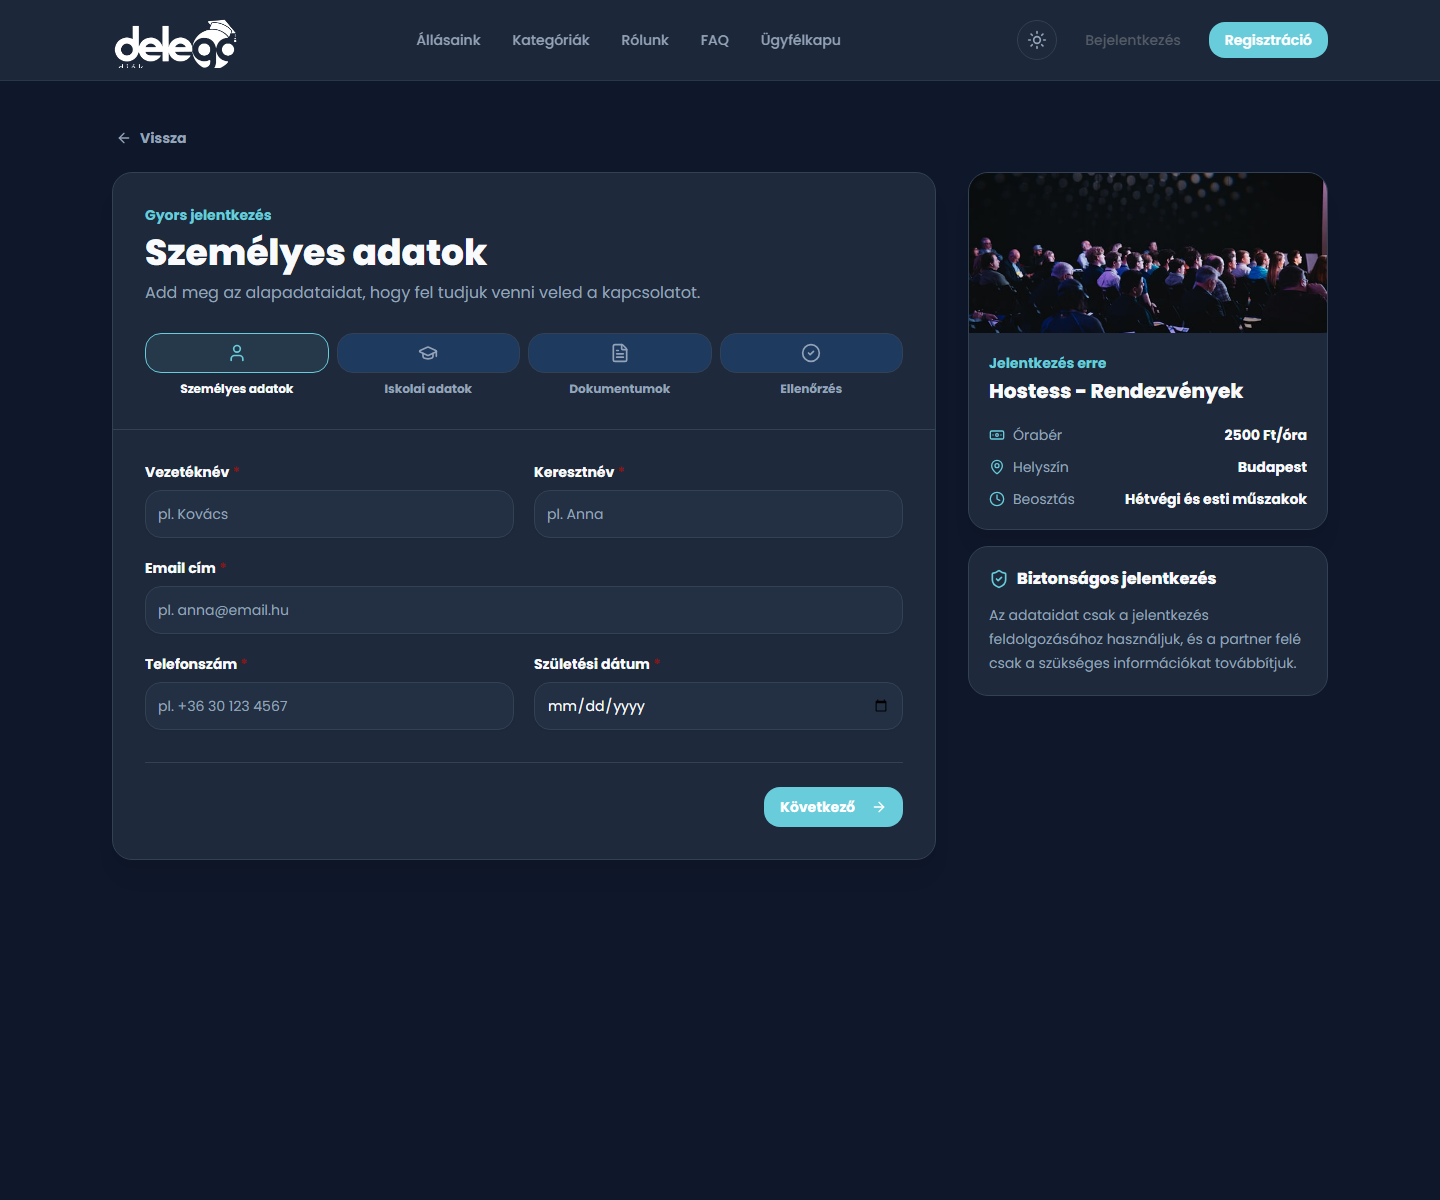 delego
diák
Állásaink
Kategóriák
Rólunk
FAQ
Ügyfélkapu
Bejelentkezés
Regisztráció
Vissza
Gyors jelentkezés
Személyes adatok
Add meg az alapadataidat, hogy fel tudjuk venni veled a kapcsolatot.
Személyes adatok
Iskolai adatok
Dokumentumok
Ellenőrzés
Vezetéknév *
Keresztnév *
pl. Kovács
pl. Anna
Email cím *
pl. anna@email.hu
Telefonszám *
Születési dátum *
pl. +36 30 123 4567
mm/dd/yyyy
Következő
Jelentkezés erre
Hostess – Rendezvények
Órabér 2500 Ft/óra
Helyszín Budapest
Beosztás Hétvégi és esti műszakok
Biztonságos jelentkezés
Az adataidat csak a jelentkezés
feldolgozásához használjuk, és a partner felé
csak a szükséges információkat továbbítjuk.